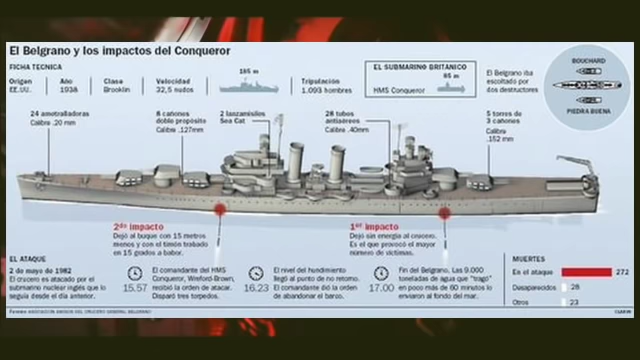 El Belgrano y los impactos del Conqueror
FICHA TECNICA
Origen
EE.UU.
Año
1938
Clase
Brooklin
Velocidad
32,5 nudos
185 m
Tripulación
1.093 hombres
EL SUBMARINO BRITANICO
HMS Conqueror
85 m
El Belgrano iba
escoltado por
dos destructores
BOUCHARD
PIEDRA BUENA
24 ametralladoras
Calibra .20 mm
8 cañones
doble propósito
Calibra .127mm
2 lanzamisiles
Sea Cat
28 tubos
antiaéreos
Calibra .40mm
5 torres de
3 cañones
Calibra
.152 mm
2do impacto
Dejó al buque con 15 metros
menos y con el timón trabado
en 15 grados a babor.
1er impacto
Dejó sin energía al crucero.
Es el que provocó el mayor
número de víctimas.
EL ATAQUE
2 de mayo de 1982
El crucero es atacado por el
submarino nuclear inglés que lo
seguía desde el día anterior.
15.57
El comandante del HMS
Conqueror, Wreford-Brown,
recibió la orden de atacar.
Disparó tres torpedos.
16.23
El nivel del hundimiento
llegó al punto de no retorno.
El comandante dió la orden
de abandonar el barco.
17.00
Fin del Belgrano. Las 9.000
toneladas de agua que "tragó"
en poco más de 60 minutos lo
enviaron al fondo del mar.
MUERTES
En el ataque
272
Desaparecidos
28
Otros
23
CLARIN